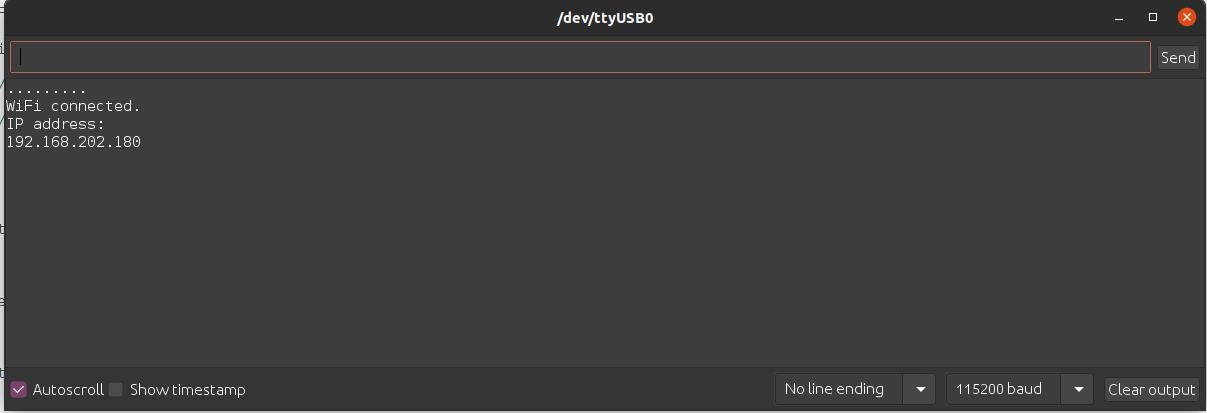 /dev/ttyUSB0
Send
.........
WiFi connected.
IP address:
192.168.202.180
Autoscroll Show timestamp No line ending 115200 baud Clear output